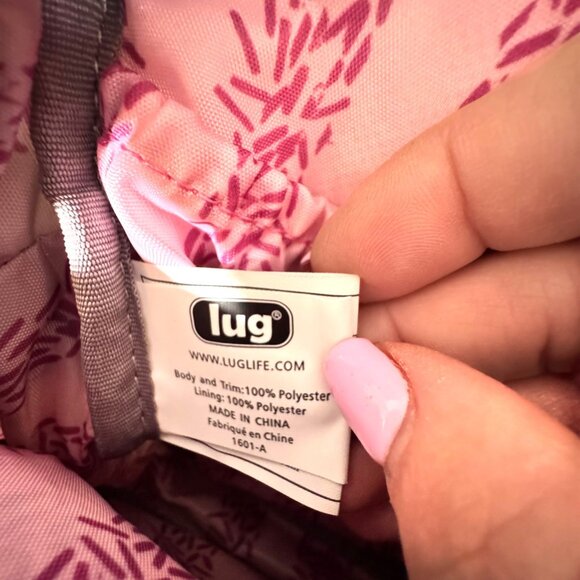 lug®
WWW.LUGLIFE.COM
Body and Trim:100% Polyester
Lining: 100% Polyester
MADE IN CHINA
Fabriqué en Chine
1601-A